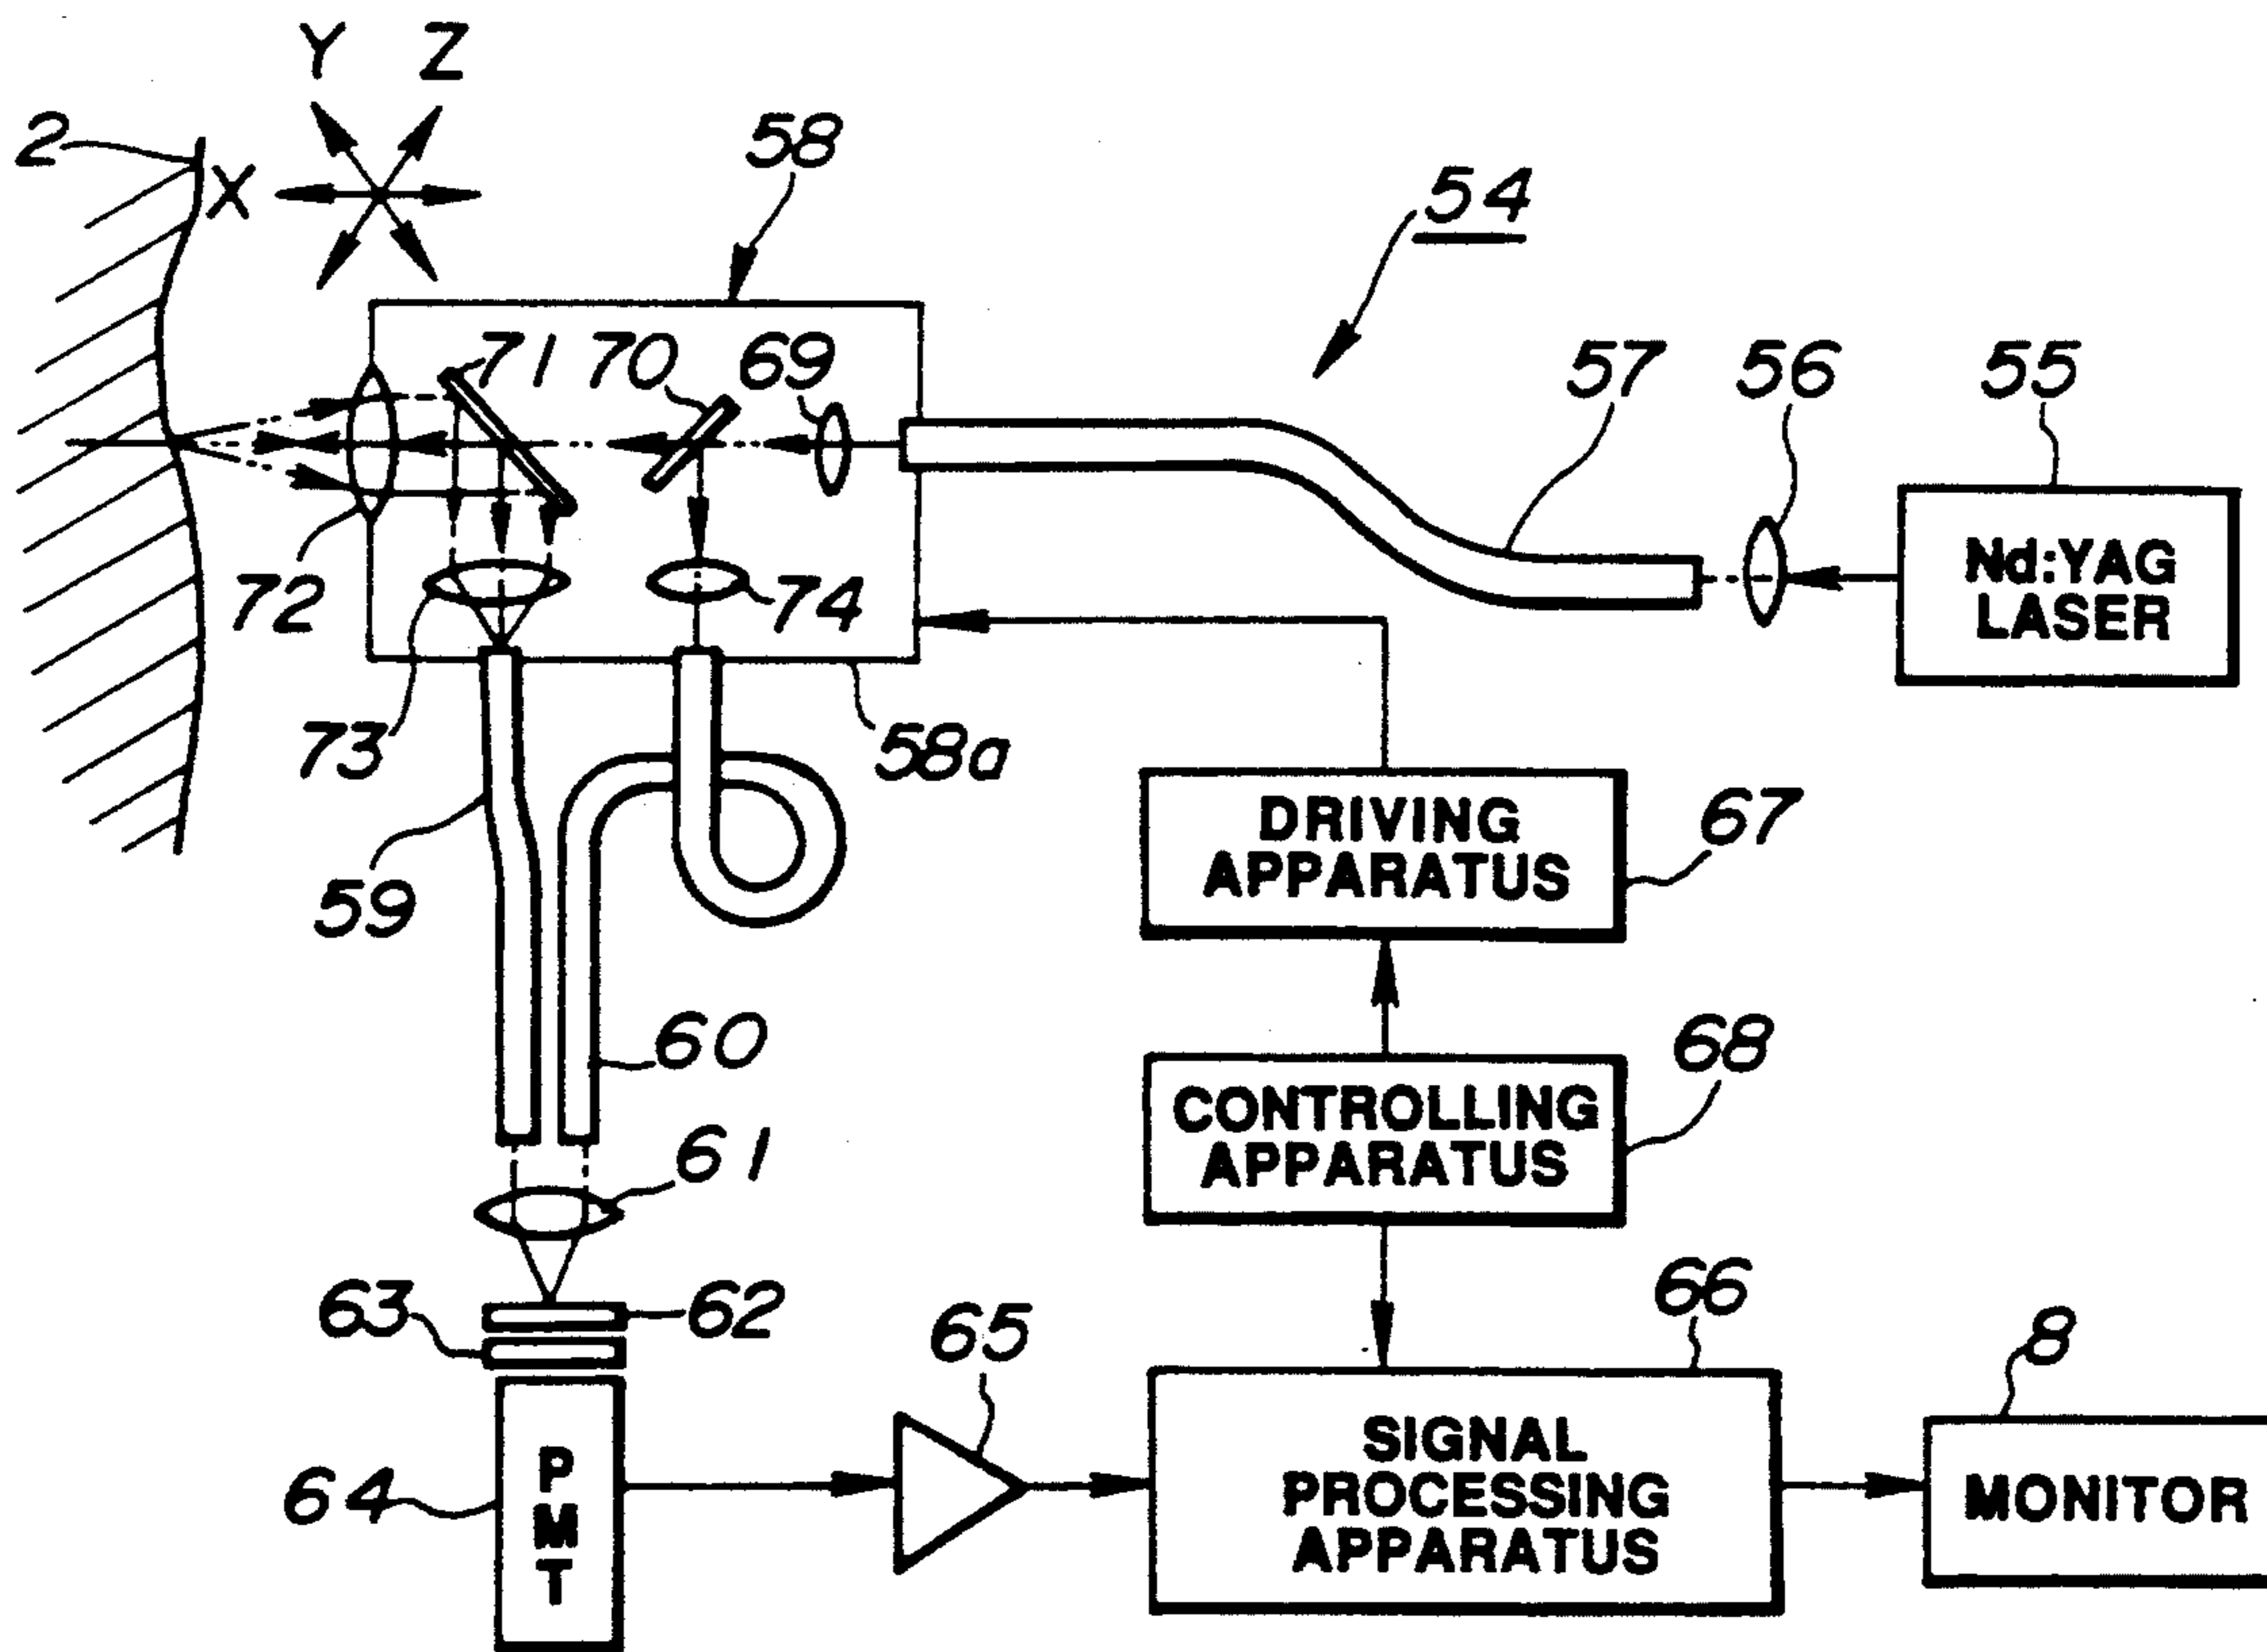 Y Z
2
X
58
54
71 70 69
57 56 55
Nd:YAG
LASER
72
74
73
58a
DRIVING
APPARATUS
67
59
60
68
CONTROLLING
APPARATUS
61
63
62
65
66
8
SIGNAL
PROCESSING
APPARATUS
MONITOR
64
P
M
T